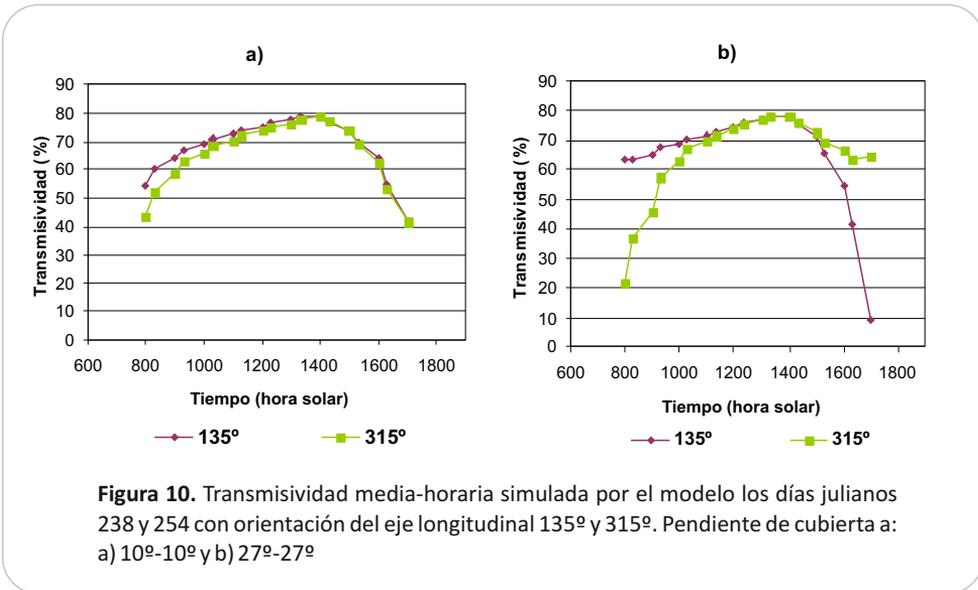 a)
90
80
70
60
50
40
30
20
10
0
Transmisividad (%)
600 800 1000 1200 1400 1600 1800
Tiempo (hora solar)
135º 315º
b)
90
80
70
60
50
40
30
20
10
0
Transmisividad (%)
600 800 1000 1200 1400 1600 1800
Tiempo (hora solar)
135º 315º
Figura 10. Transmisividad media-horaria simulada por el modelo los días julianos
238 y 254 con orientación del eje longitudinal 135º y 315º. Pendiente de cubierta a:
a) 10º-10º y b) 27º-27º